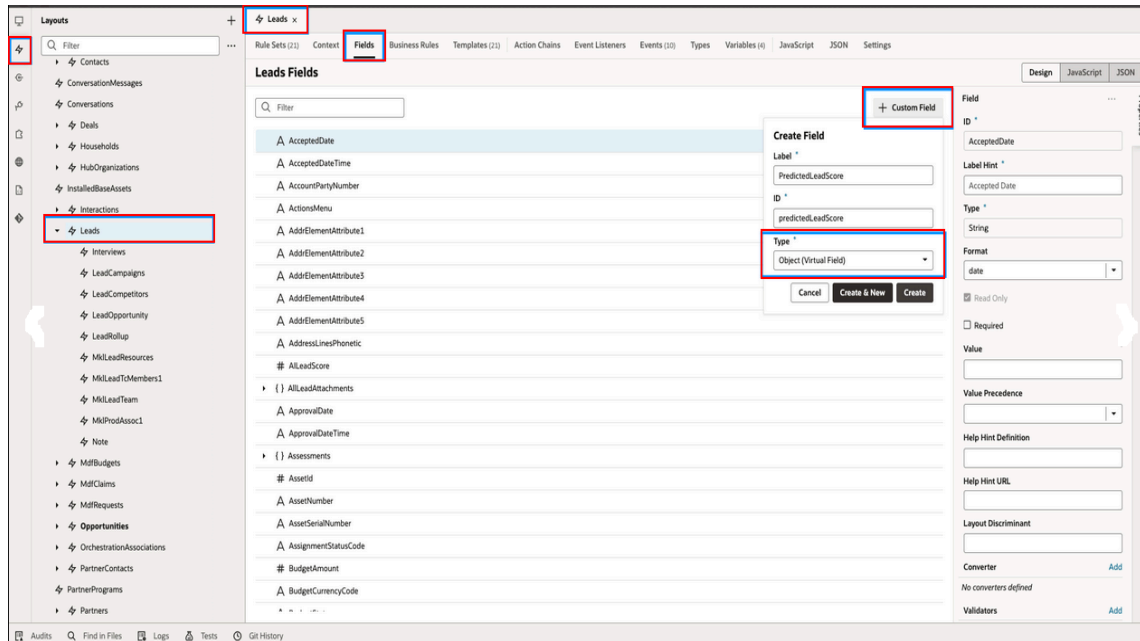 Layouts
Filter
Contacts
ConversationMessages
Conversations
Deals
Households
HubOrganizations
InstalledBaseAssets
Interactions
Leads
Interviews
LeadCampaigns
LeadCompetitors
LeadOpportunity
LeadRollup
MklLeadResources
MklLeadTcMembers1
MklLeadTeam
MklProdAssoc1
Note
MdfBudgets
MdfClaims
MdfRequests
Opportunities
OrchestrationAssociations
PartnerContacts
PartnerPrograms
Partners
Leads x
Rule Sets (21) Context Fields Business Rules Templates (21) Action Chains Event Listeners Events (10) Types Variables (4) JavaScript JSON Settings
Leads Fields
Design JavaScript JSON
Filter
+ Custom Field
AcceptedDate
AcceptedDateTime
AccountPartyNumber
ActionsMenu
AddrElementAttribute1
AddrElementAttribute2
AddrElementAttribute3
AddrElementAttribute4
AddrElementAttribute5
AddressLinesPhonetic
# AILeadScore
{ } AllLeadAttachments
ApprovalDate
ApprovalDateTime
{ } Assessments
# AssetId
AssetNumber
AssetSerialNumber
AssignmentStatusCode
# BudgetAmount
BudgetCurrencyCode
Create Field
Label *
PredictedLeadScore
ID *
predictedLeadScore
Type *
Object (Virtual Field)
Cancel Create & New Create
Field
ID *
AcceptedDate
Label Hint *
Accepted Date
Type *
String
Format
date
Read Only
Required
Value
Value Precedence
Help Hint Definition
Help Hint URL
Layout Discriminant
Converter Add
No converters defined
Validators Add
Audits Find in Files Logs Tests Git History